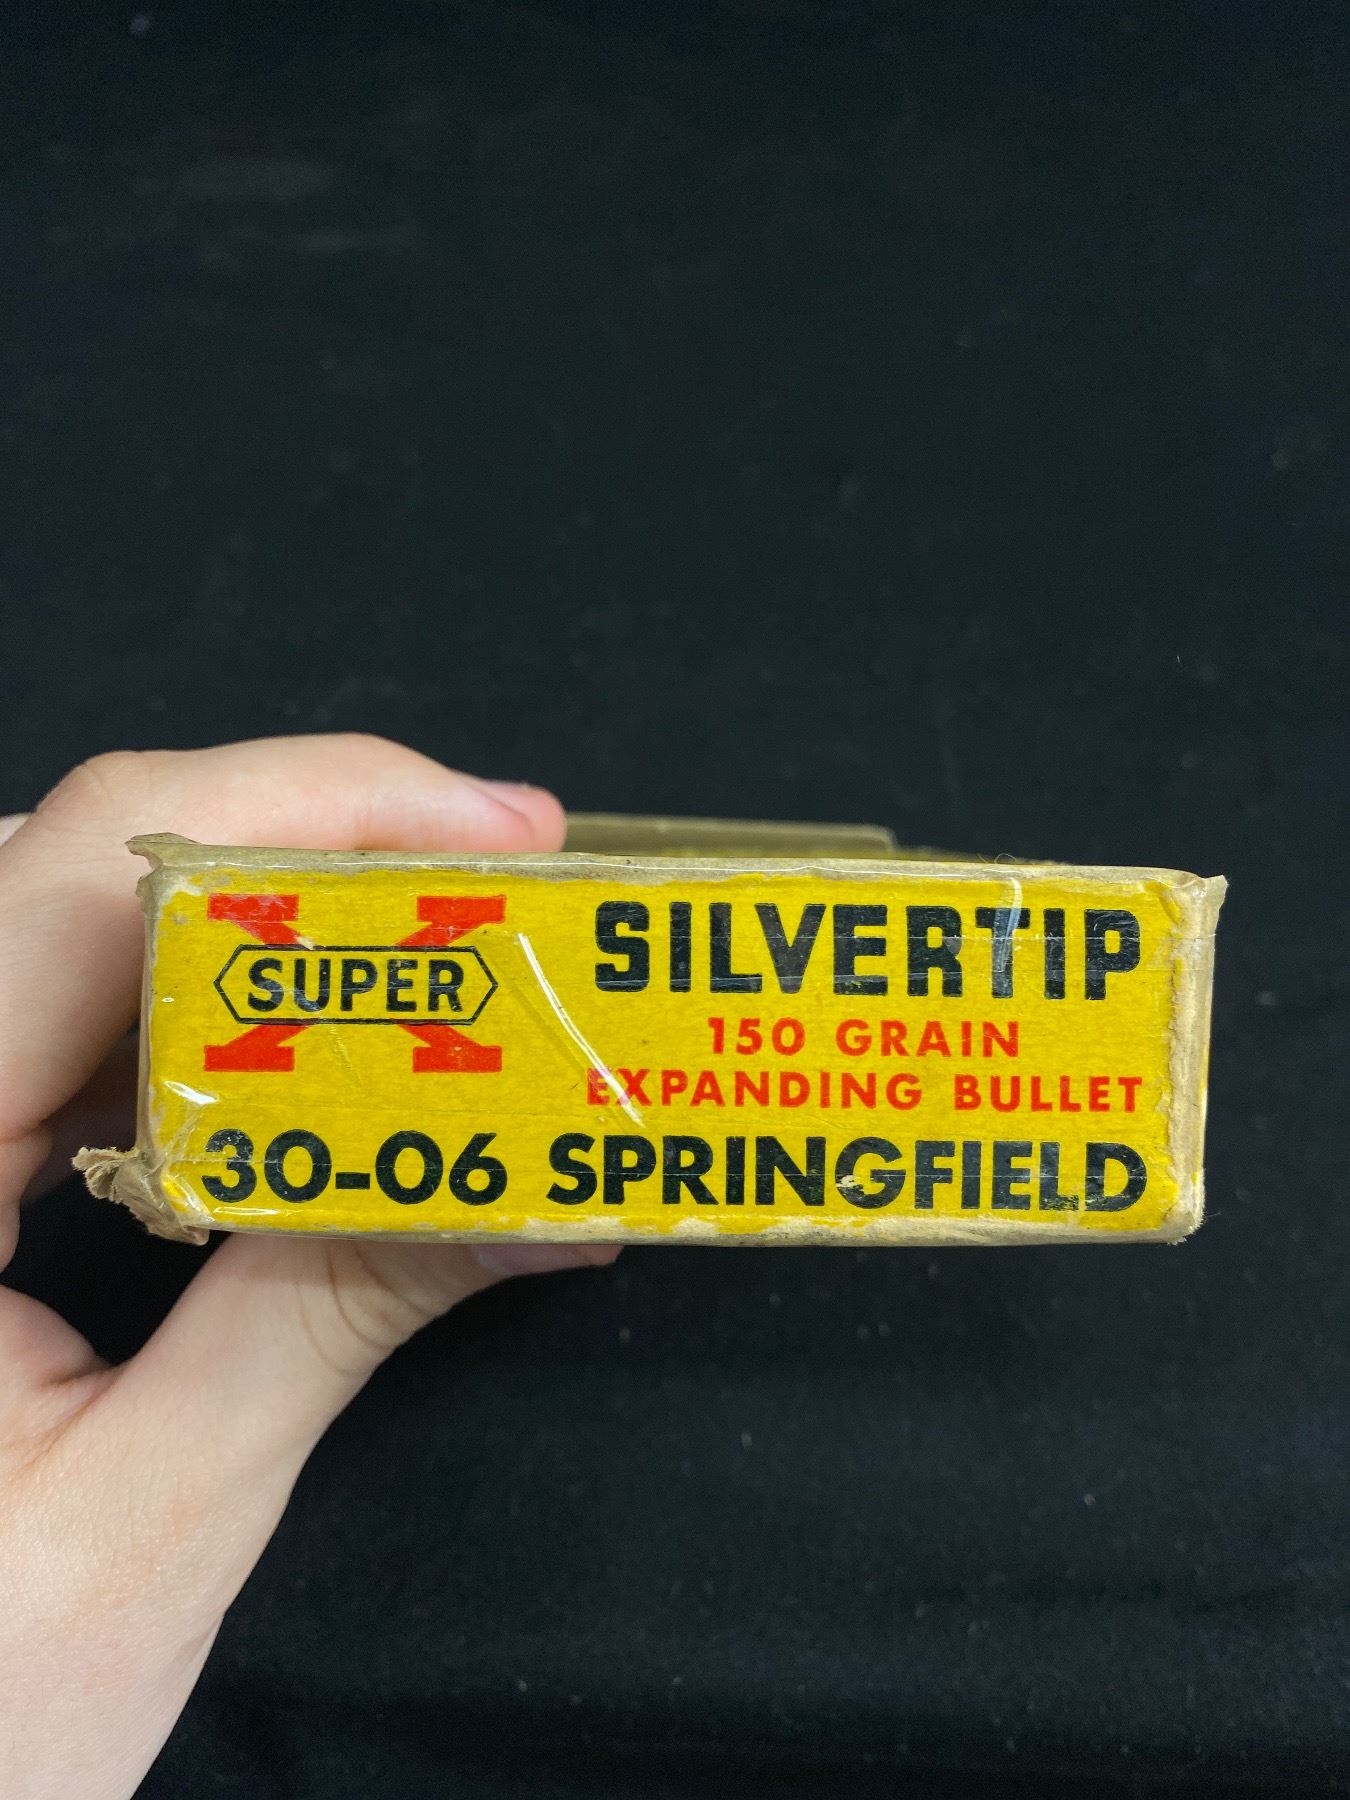 X
SUPER
SILVERTIP
150 GRAIN
EXPANDING BULLET
30-06 SPRINGFIELD